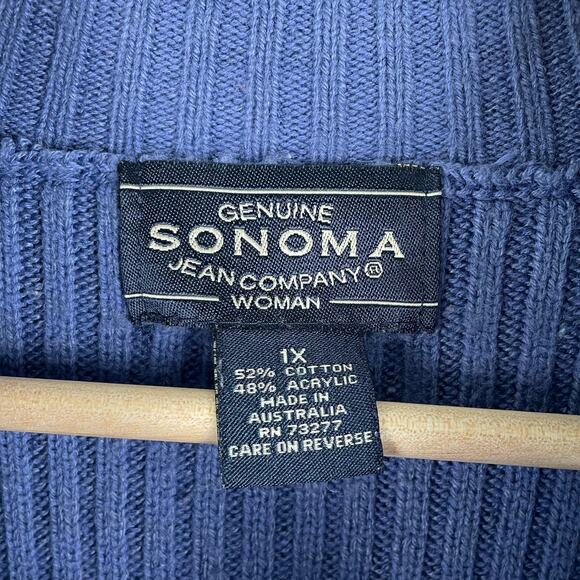 GENUINE
SONOMA
JEAN COMPANY®
WOMAN
1X
52% COTTON
48% ACRYLIC
MADE IN
AUSTRALIA
RN 73277
CARE ON REVERSE